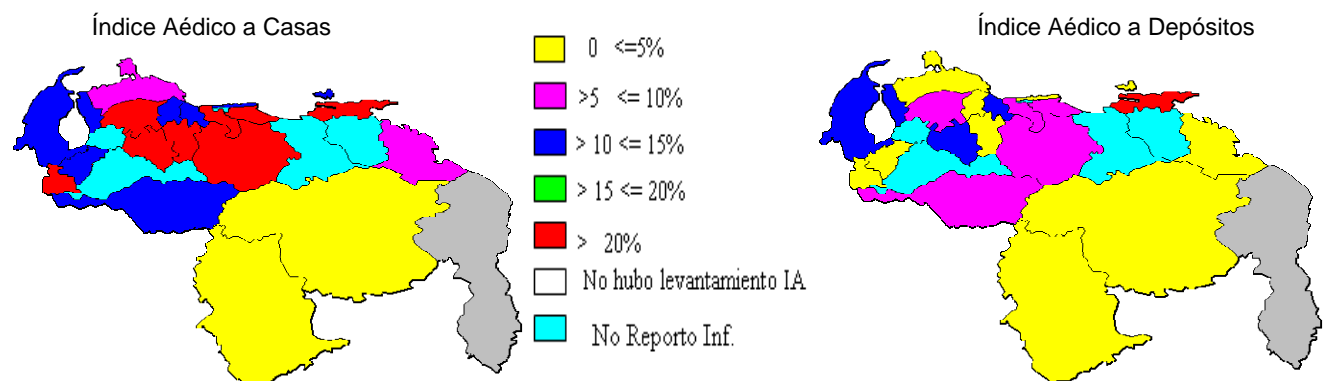 Índice Aédico a Casas
Índice Aédico a Depósitos
0 <=5%
>5 <= 10%
> 10 <= 15%
> 15 <= 20%
> 20%
No hubo levantamiento IA
No Reporto Inf.